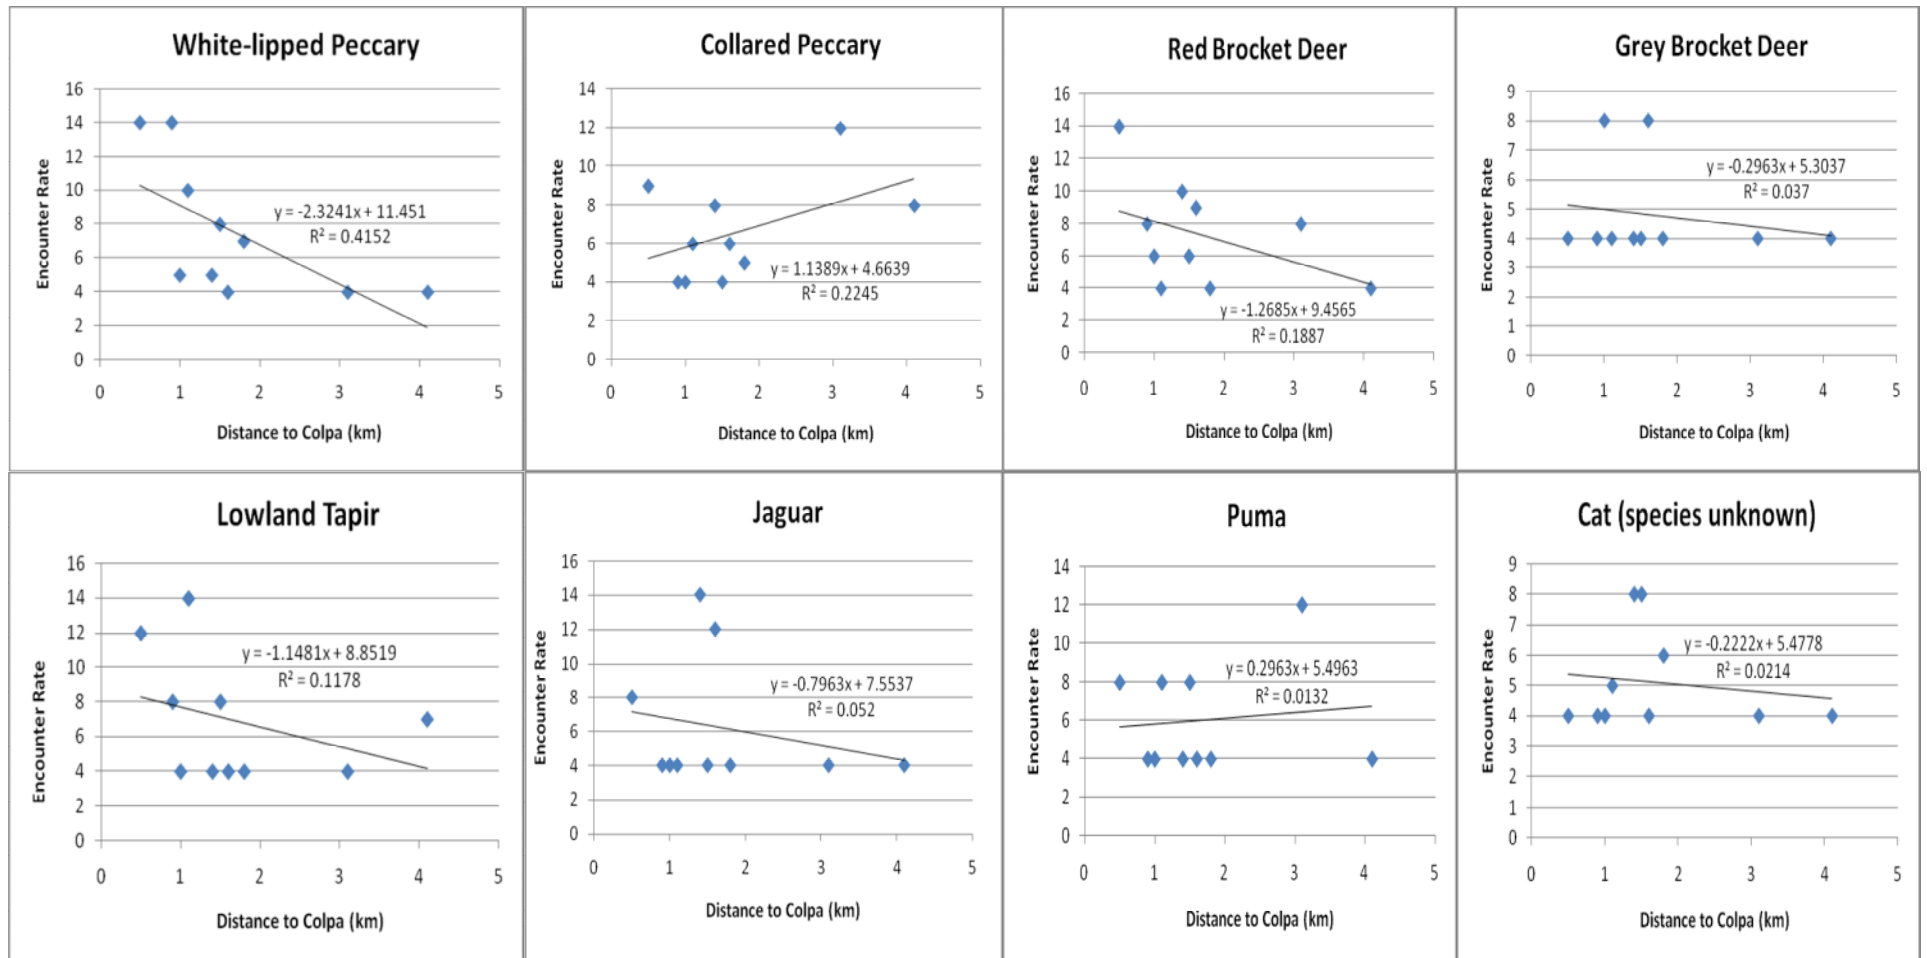 White-lipped Peccary
16
14
12
10
8
6
4
2
0
Encounter Rate
y = -2.3241x + 11.451
R² = 0.4152
0 1 2 3 4 5
Distance to Colpa (km)
Collared Peccary
14
12
10
8
6
4
2
0
Encounter Rate
y = 1.1389x + 4.6639
R² = 0.2245
0 1 2 3 4 5
Distance to Colpa (km)
Red Brocket Deer
16
14
12
10
8
6
4
2
0
Encounter Rate
y = -1.2685x + 9.4565
R² = 0.1887
0 1 2 3 4 5
Distance to Colpa (km)
Grey Brocket Deer
9
8
7
6
5
4
3
2
1
0
Encounter Rate
y = -0.2963x + 5.3037
R² = 0.037
0 1 2 3 4 5
Distance to Colpa (km)
Lowland Tapir
16
14
12
10
8
6
4
2
0
Encounter Rate
y = -1.1481x + 8.8519
R² = 0.1178
0 1 2 3 4 5
Distance to Colpa (km)
Jaguar
16
14
12
10
8
6
4
2
0
Encounter Rate
y = -0.7963x + 7.5537
R² = 0.052
0 1 2 3 4 5
Distance to Colpa (km)
Puma
14
12
10
8
6
4
2
0
Encounter Rate
y = 0.2963x + 5.4963
R² = 0.0132
0 1 2 3 4 5
Distance to Colpa (km)
Cat (species unknown)
9
8
7
6
5
4
3
2
1
0
Encounter Rate
y = -0.2222x + 5.4778
R² = 0.0214
0 1 2 3 4 5
Distance to Colpa (km)